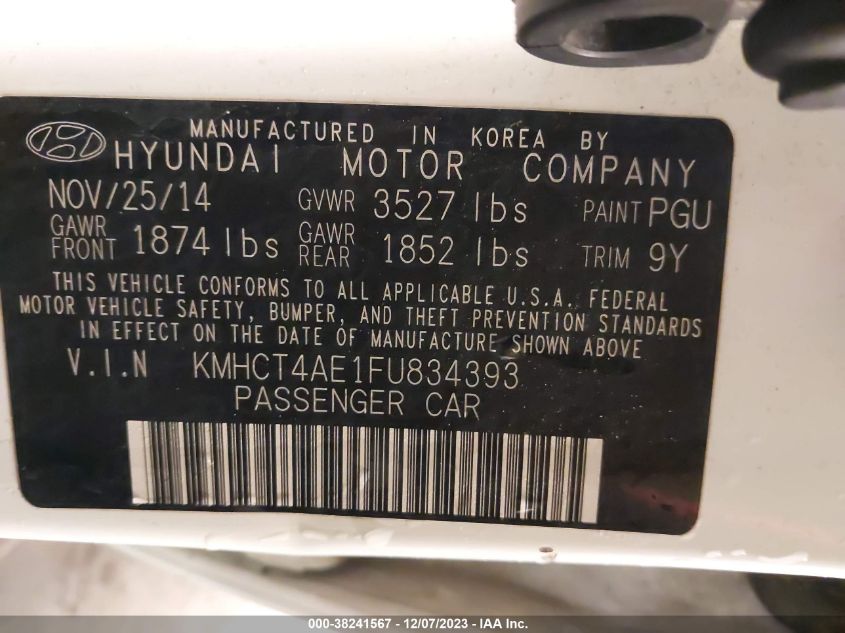 MANUFACTURED IN KOREA BY
HYUNDAI MOTOR COMPANY
NOV/25/14 GVWR 3527 lbs PAINT PGU
GAWR FRONT 1874 lbs GAWR REAR 1852 lbs TRIM 9Y
THIS VEHICLE CONFORMS TO ALL APPLICABLE U.S.A. FEDERAL
MOTOR VEHICLE SAFETY, BUMPER, AND THEFT PREVENTION STANDARDS
IN EFFECT ON THE DATE OF MANUFACTURE SHOWN ABOVE
V.I.N KMHCT4AE1FU834393
PASSENGER CAR
000-38241567 - 12/07/2023 - IAA Inc.